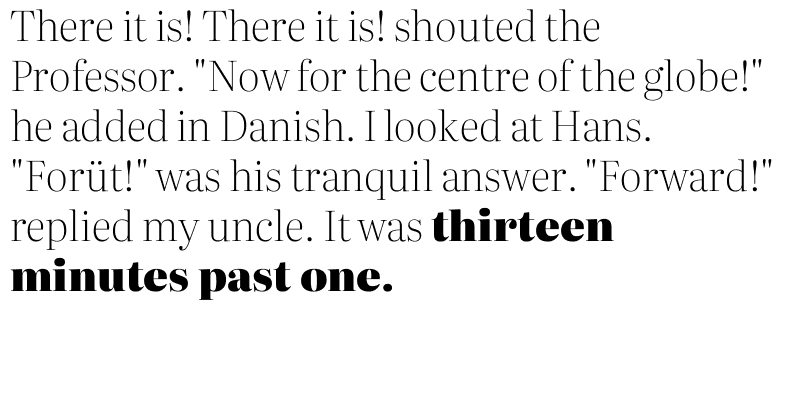 There it is! There it is! shouted the
Professor. "Now for the centre of the globe!"
he added in Danish. I looked at Hans.
"Forüt!" was his tranquil answer. "Forward!"
replied my uncle. It was thirteen
minutes past one.